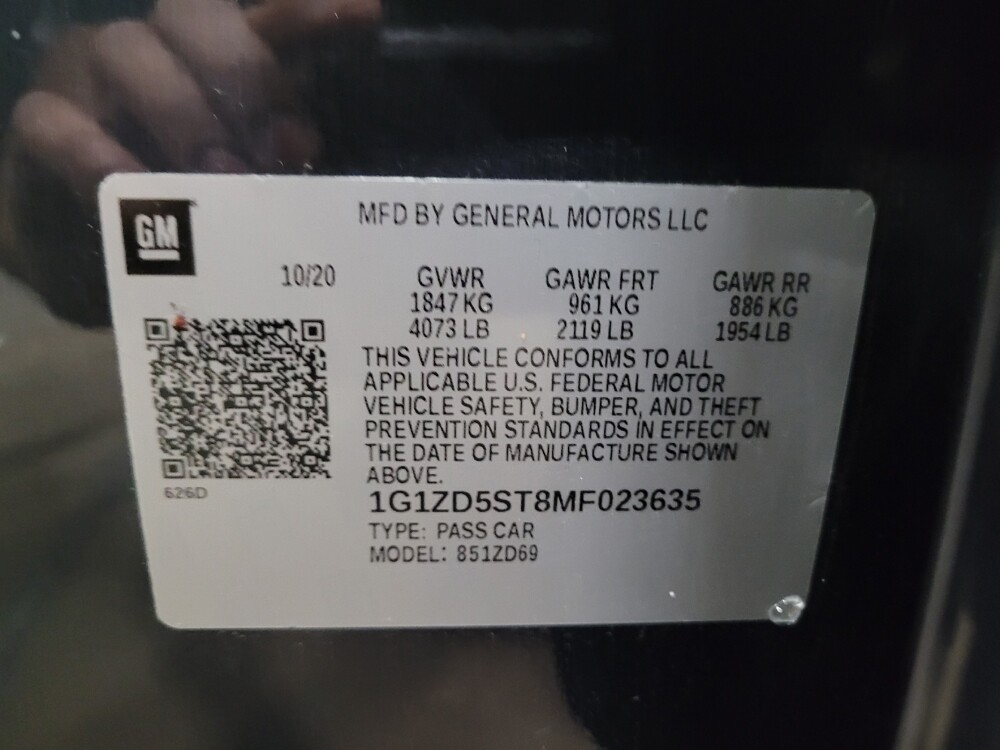 GM
MFD BY GENERAL MOTORS LLC
10/20 GVWR GAWR FRT GAWR RR
1847 KG 961 KG 886 KG
4073 LB 2119 LB 1954 LB
THIS VEHICLE CONFORMS TO ALL
APPLICABLE U.S. FEDERAL MOTOR
VEHICLE SAFETY, BUMPER, AND THEFT
PREVENTION STANDARDS IN EFFECT ON
THE DATE OF MANUFACTURE SHOWN
ABOVE.
626D
1G1ZD5ST8MF023635
TYPE: PASS CAR
MODEL: 851ZD69